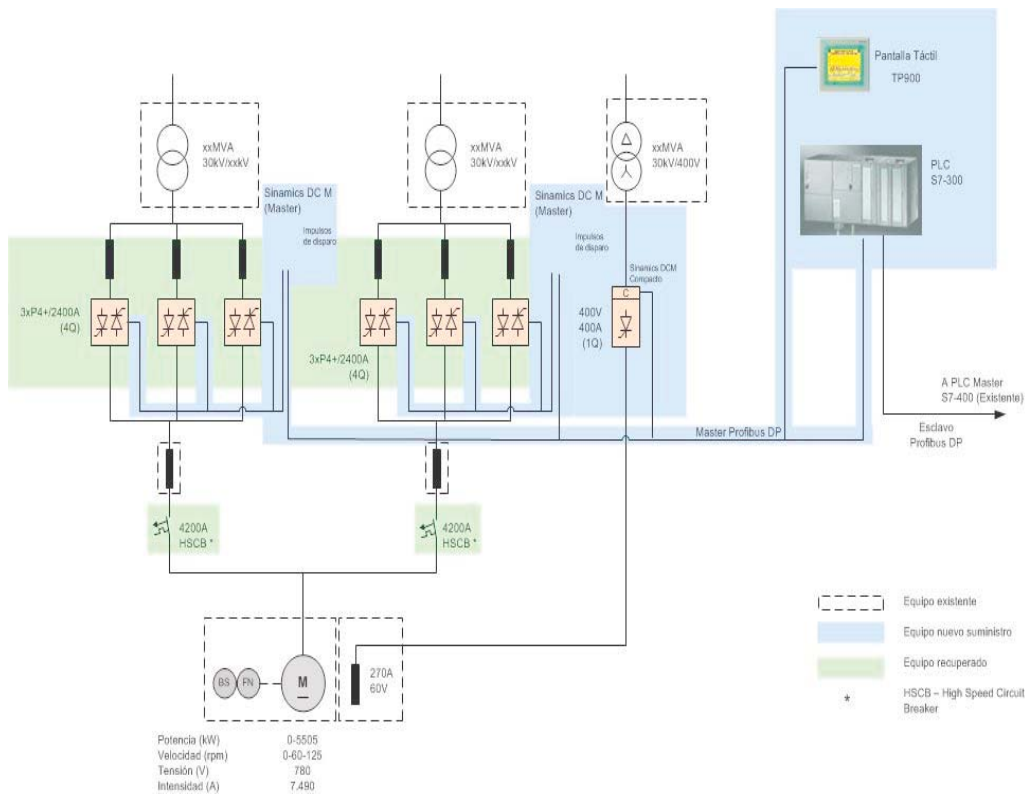 Pantalla Táctil
TP900
PLC
S7-300
xxMVA
30kV/xxkV
xxMVA
30kV/xxkV
xxMVA
30kV/400V
Sinamics DC M
(Master)
Impulsos
de disparo
Sinamics DC M
(Master)
Impulsos
de disparo
Sinamics DCM
Compacto
C
3xP4+/2400A
(4Q)
3xP4+/2400A
(4Q)
400V
400A
(1Q)
A PLC Master
S7-400 (Existente)
Esclavo
Profibus DP
Master Profibus DP
4200A
HSCB *
4200A
HSCB *
BS
FN
M
270A
60V
Equipo existente
Equipo nuevo suministro
Equipo recuperado
* HSCB – High Speed Circuit
Breaker
Potencia (kW) 0-5505
Velocidad (rpm) 0-60-125
Tensión (V) 780
Intensidad (A) 7.490